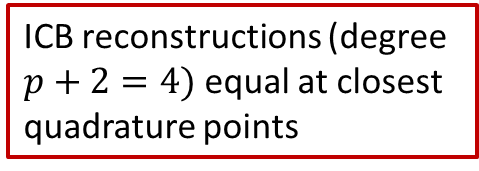 ICB reconstructions (degree
p + 2 = 4) equal at closest
quadrature points